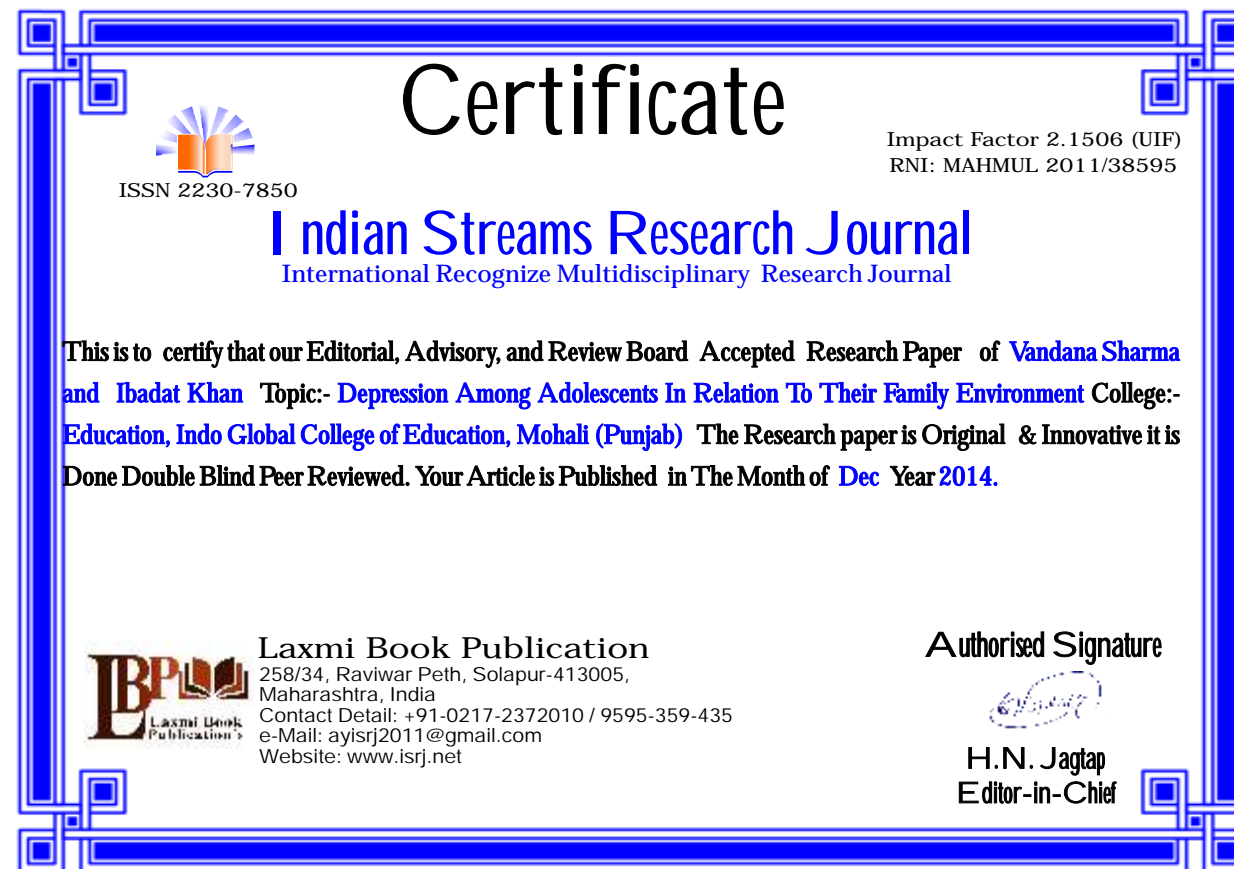 Certificate
Impact Factor 2.1506 (UIF)
RNI: MAHMUL 2011/38595
ISSN 2230-7850
Indian Streams Research Journal
International Recognize Multidisciplinary Research Journal
This is to certify that our Editorial, Advisory, and Review Board Accepted Research Paper of Vandana Sharma
and Ibadat Khan Topic:- Depression Among Adolescents In Relation To Their Family Environment College:-
Education, Indo Global College of Education, Mohali (Punjab) The Research paper is Original & Innovative it is
Done Double Blind Peer Reviewed. Your Article is Published in The Month of Dec Year 2014.
LBP
Laxmi Book
Publication's
Laxmi Book Publication
258/34, Raviwar Peth, Solapur-413005,
Maharashtra, India
Contact Detail: +91-0217-2372010 / 9595-359-435
e-Mail: ayisrj2011@gmail.com
Website: www.isrj.net
Authorised Signature
H.N. Jagtap
Editor-in-Chief